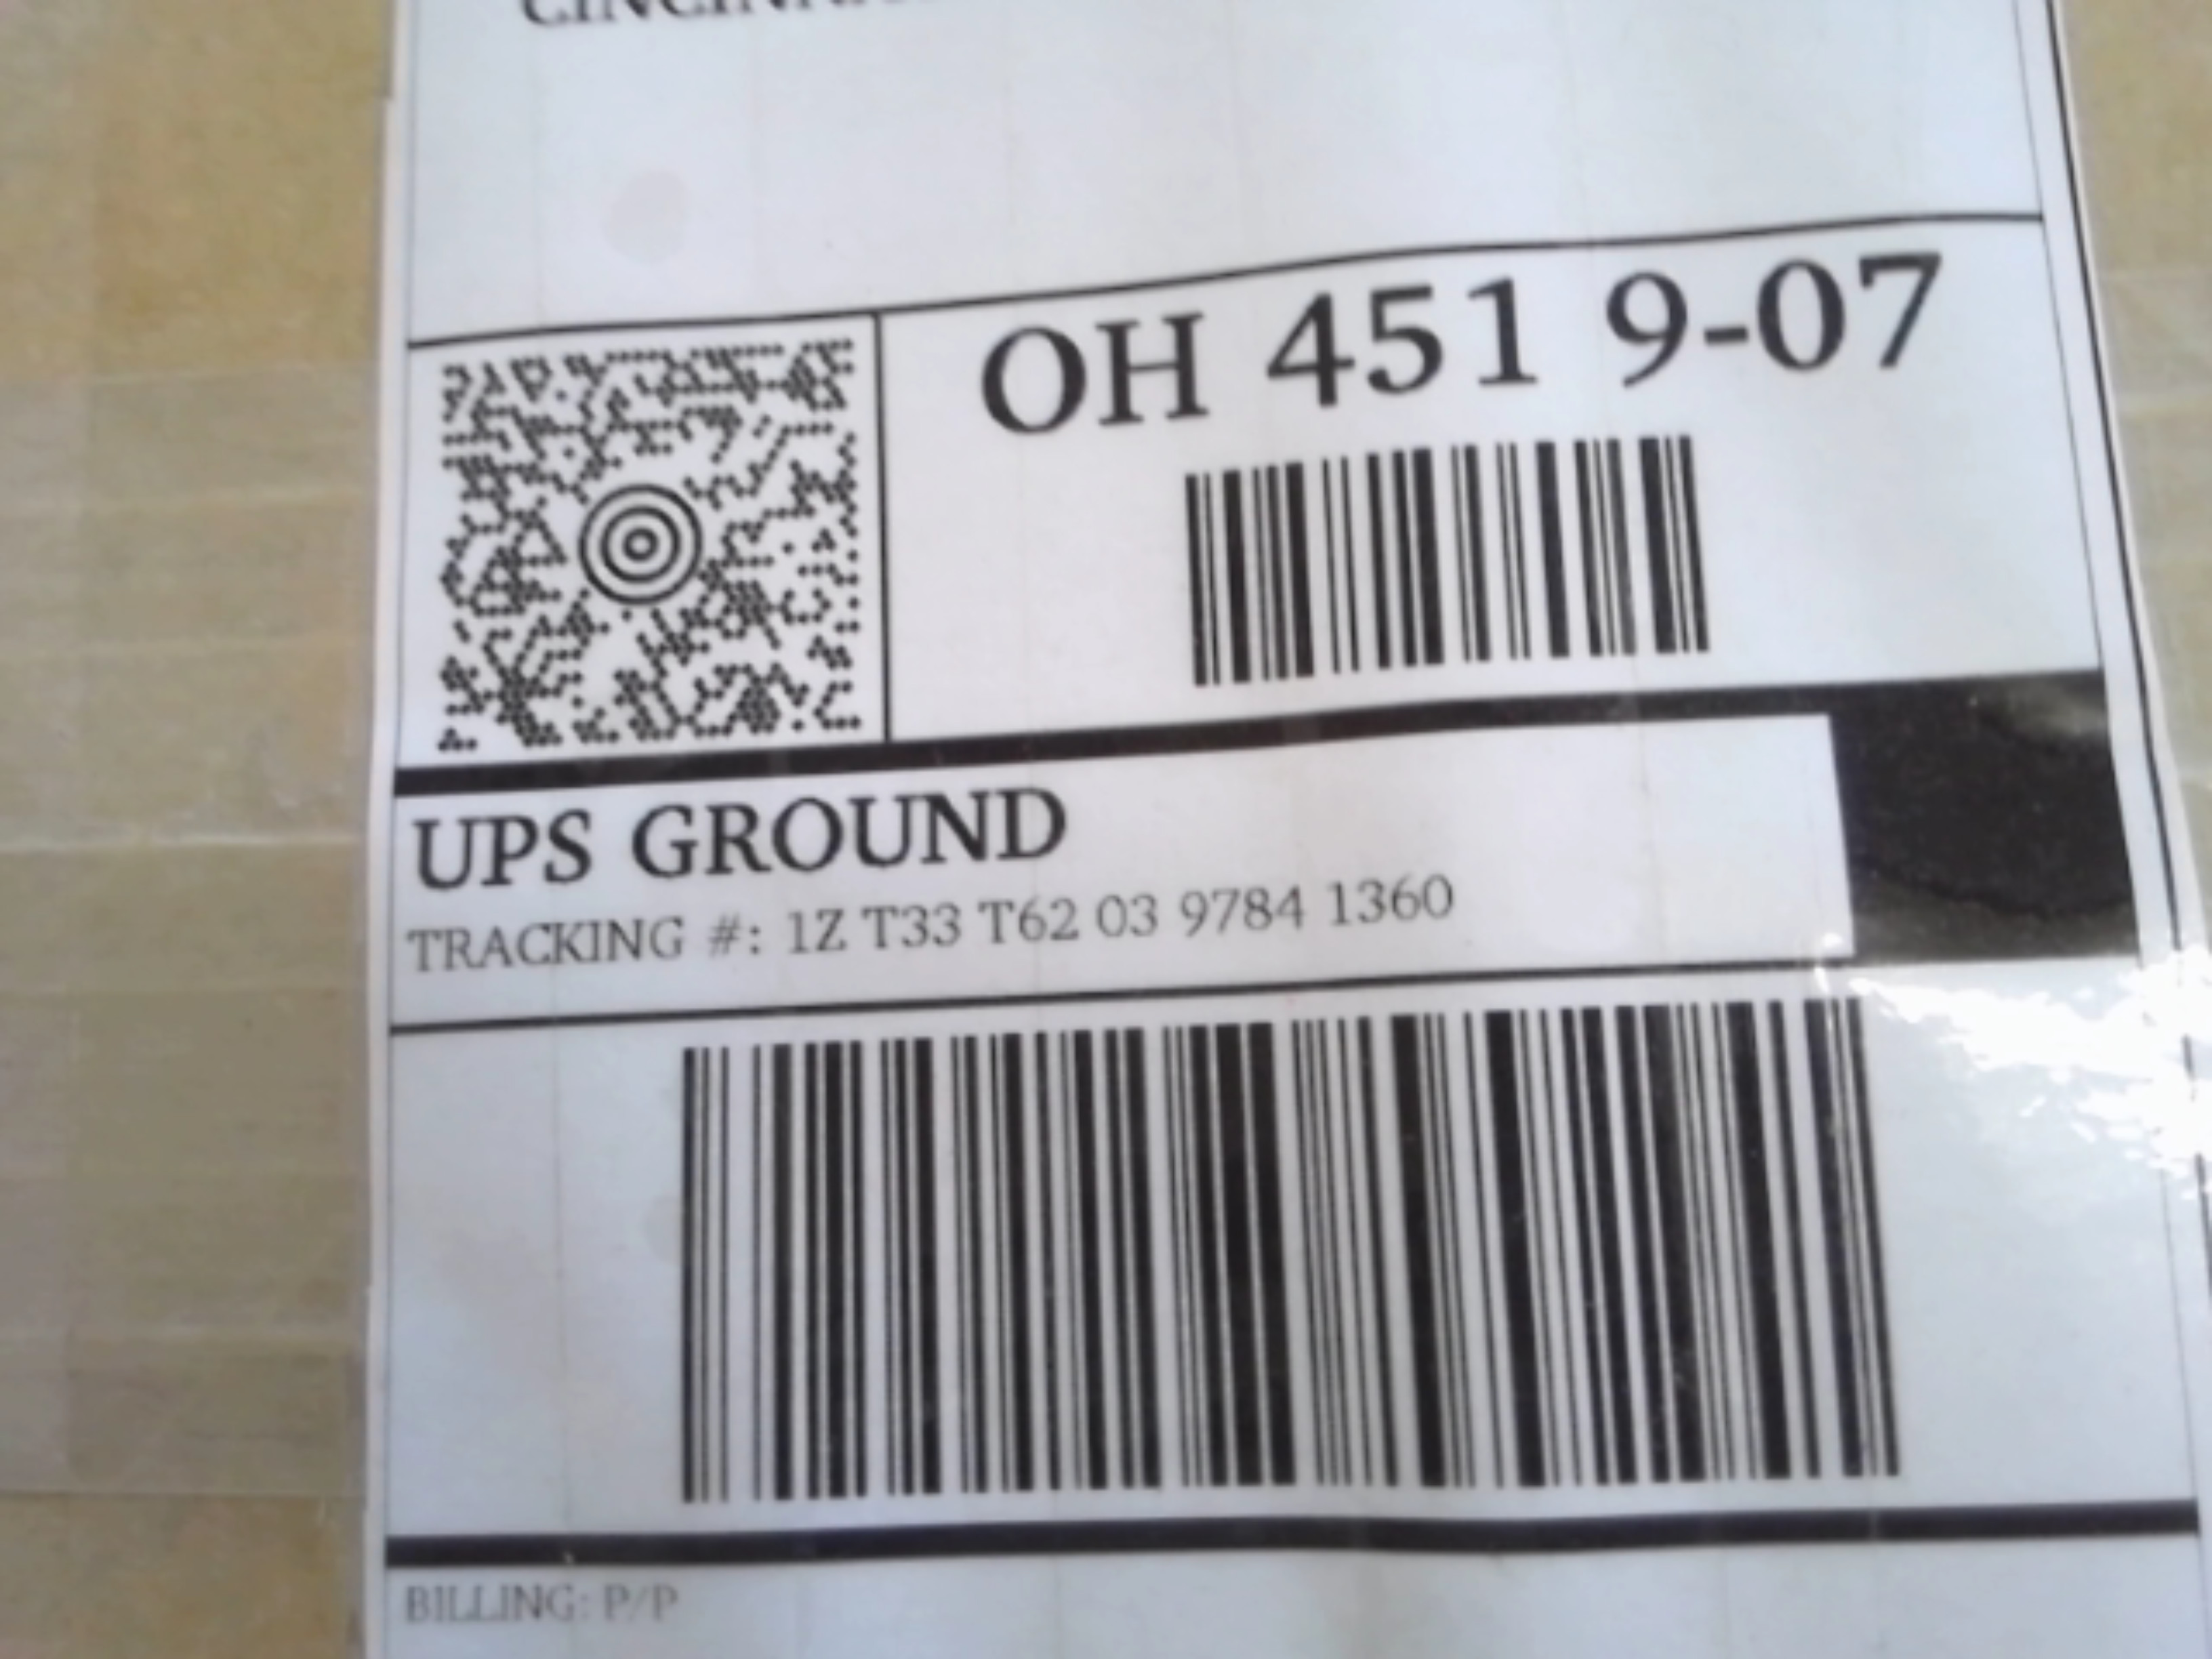 OH 451 9-07
UPS GROUND
TRACKING #: 1Z T33 T62 03 9784 1360
BILLING: P/P